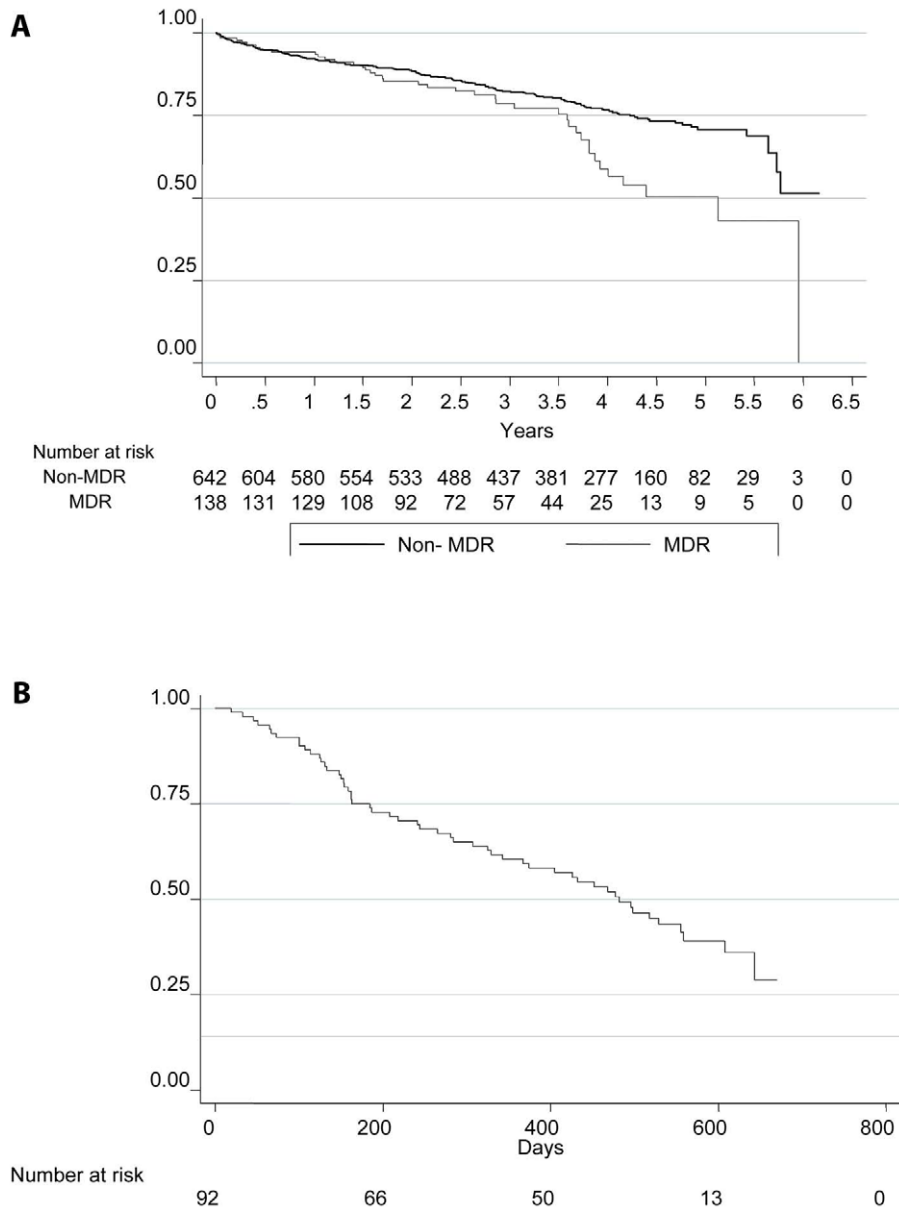 A
1.00
0.75
0.50
0.25
0.00
0 .5 1 1.5 2 2.5 3 3.5 4 4.5 5 5.5 6 6.5
Years
Number at risk
Non-MDR 642 604 580 554 533 488 437 381 277 160 82 29 3 0
MDR 138 131 129 108 92 72 57 44 25 13 9 5 0 0
Non- MDR MDR
B
1.00
0.75
0.50
0.25
0.00
0 200 400 600 800
Days
Number at risk
92 66 50 13 0